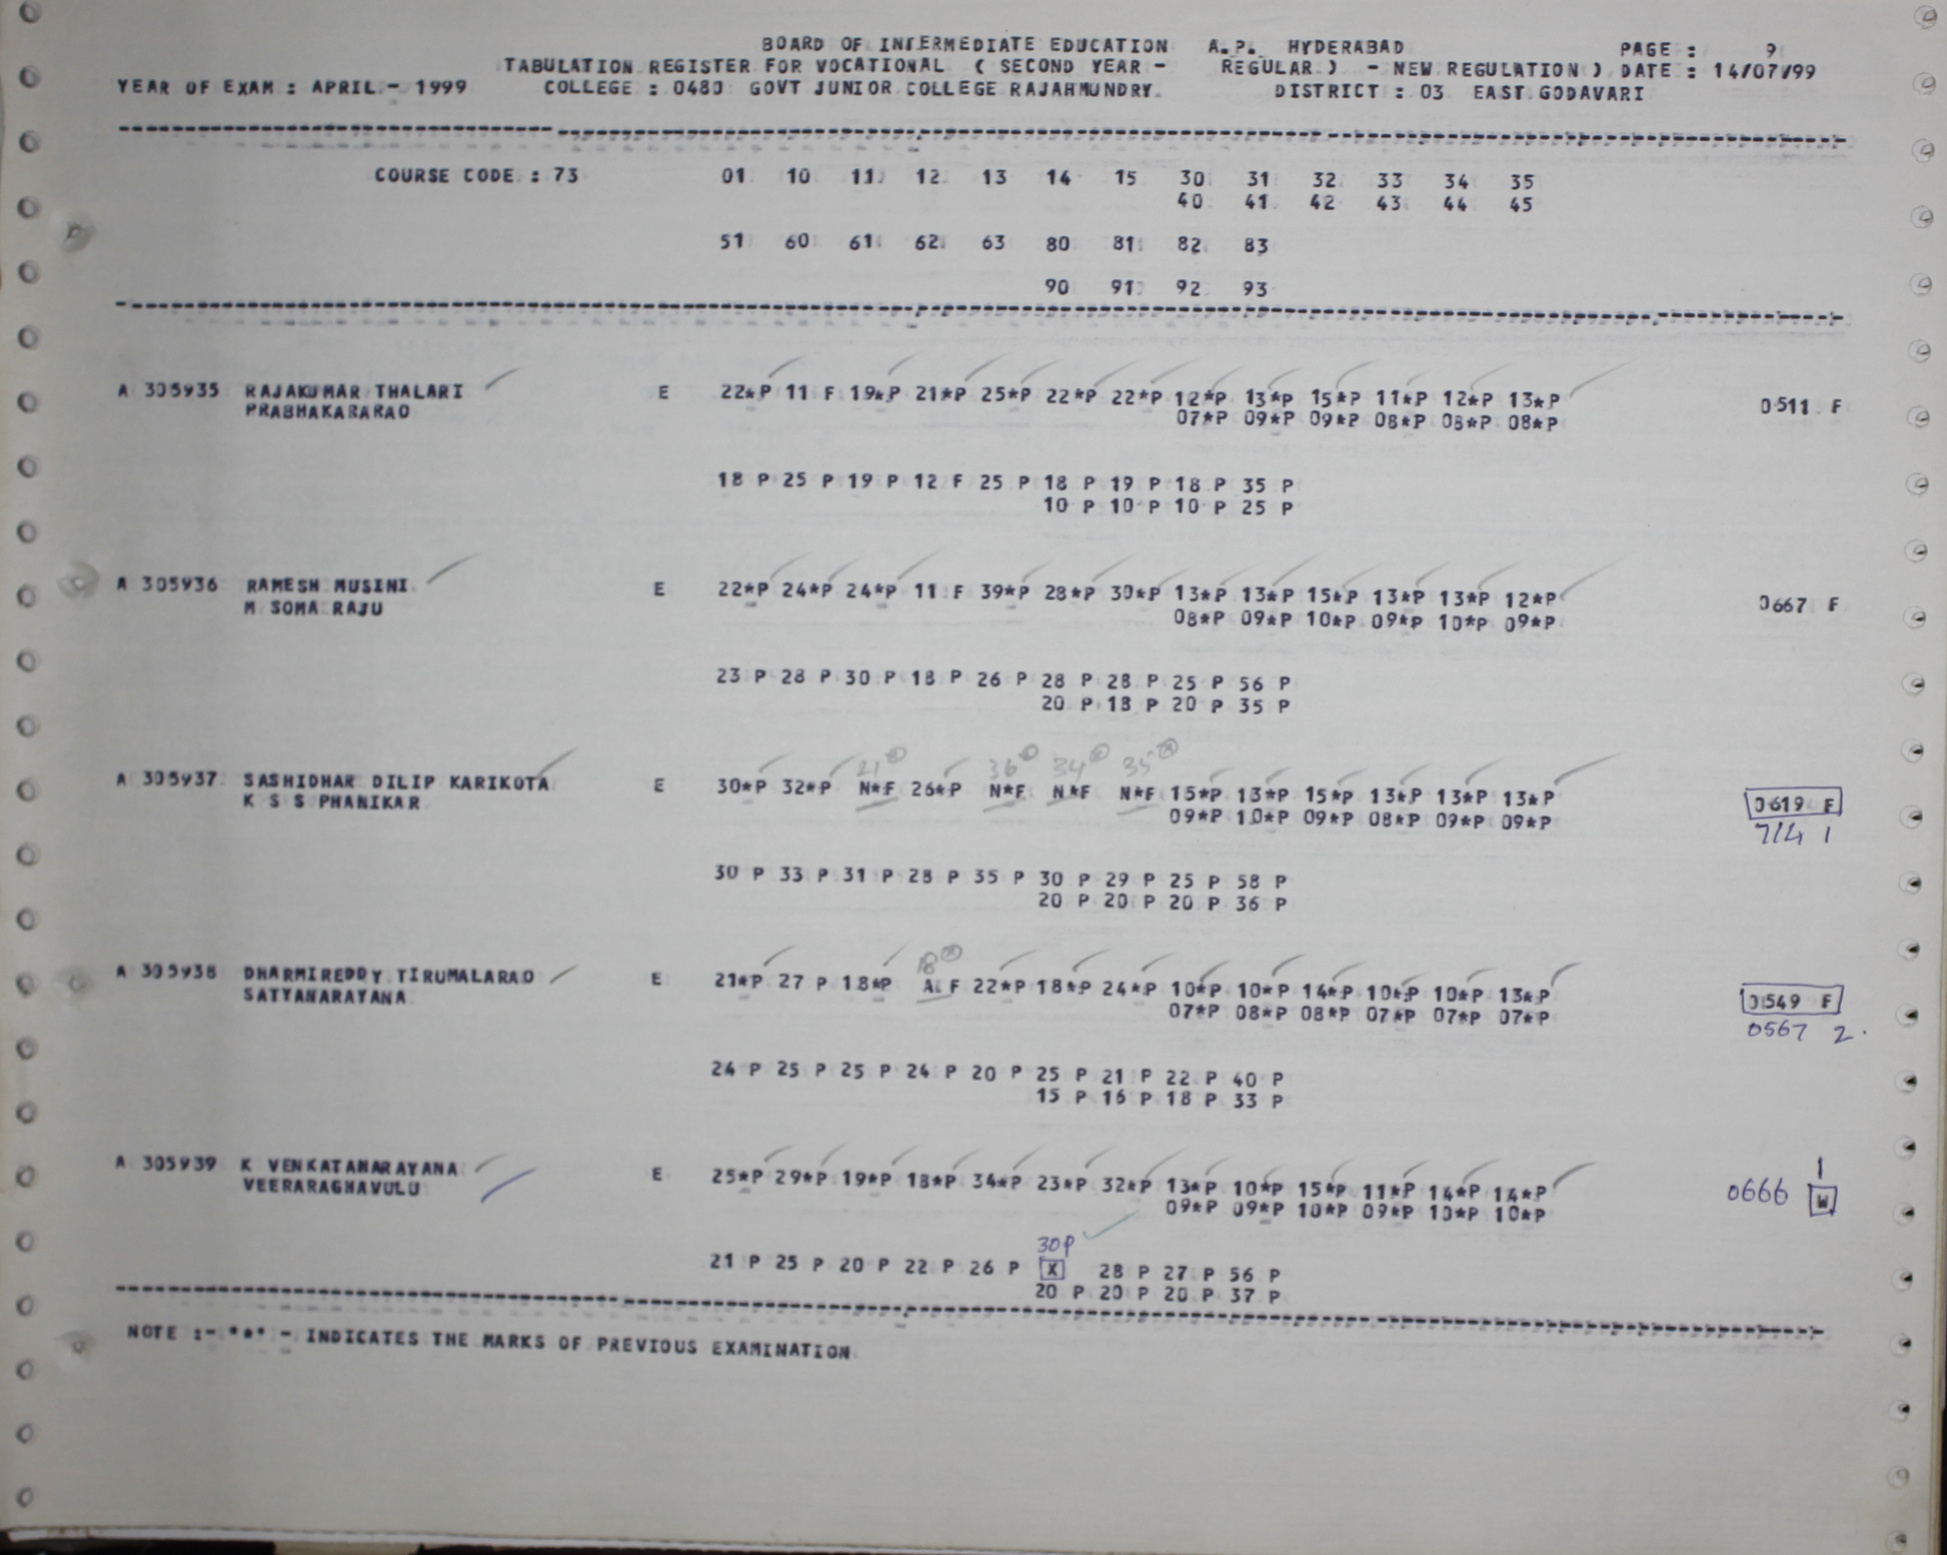 BOARD OF INTERMEDIATE EDUCATION A.P. HYDERABAD PAGE : 9
TABULATION REGISTER FOR VOCATIONAL ( SECOND YEAR - REGULAR ) - NEW REGULATION ) DATE : 14/07/99
YEAR OF EXAM : APRIL - 1999 COLLEGE : 0480 GOVT JUNIOR COLLEGE RAJAHMUNDRY. DISTRICT : 03 EAST GODAVARI
COURSE CODE : 73 01 10 11 12 13 14 15 30 31 32 33 34 35
40 41 42 43 44 45
51 60 61 62 63 80 81 82 83
90 91 92 93
A 305935 RAJAKUMAR THALARI E 22*P 11 F 19*P 21*P 25*P 22*P 22*P 12*P 13*P 15*P 11*P 12*P 13*P
PRABHAKARARAO 07*P 09*P 09*P 08*P 08*P 08*P 0511 F
18 P 25 P 19 P 12 F 25 P 18 P 19 P 18 P 35 P
10 P 10 P 10 P 25 P
A 305936 RAMESH MUSINI E 22*P 24*P 24*P 11 F 39*P 28*P 30*P 13*P 13*P 15*P 13*P 13*P 12*P 0667 F
M SOMA RAJU 08*P 09*P 10*P 09*P 10*P 09*P
23 P 28 P 30 P 18 P 26 P 28 P 28 P 25 P 56 P
20 P 18 P 20 P 35 P
21 36 34 35
A 305937 SASHIDHAR DILIP KARIKOTA E 30*P 32*P N*F 26*P N*F N*F N*F 15*P 13*P 15*P 13*P 13*P 13*P 0619 F
K S S PHANIKAR 09*P 10*P 09*P 08*P 09*P 09*P
714 1
30 P 33 P 31 P 28 P 35 P 30 P 29 P 25 P 58 P
20 P 20 P 20 P 36 P
18
A 305938 DHARMIREDDY TIRUMALARAO E 21*P 27 P 18*P A F 22*P 18*P 24*P 10*P 10*P 14*P 10*P 10*P 13*P 0549 F
SATYANARAYANA 07*P 08*P 08*P 07*P 07*P 07*P
0567 2.
24 P 25 P 25 P 24 P 20 P 25 P 21 P 22 P 40 P
15 P 16 P 18 P 33 P
A 305939 K VENKATANARAYANA E 25*P 29*P 19*P 18*P 34*P 23*P 32*P 13*P 10*P 15*P 11*P 14*P 14*P 1
VEERARAGHAVULU 09*P 09*P 10*P 09*P 10*P 10*P 0666 W
30P
21 P 25 P 20 P 22 P 26 P X 28 P 27 P 56 P
20 P 20 P 20 P 37 P
NOTE :- "*" - INDICATES THE MARKS OF PREVIOUS EXAMINATION